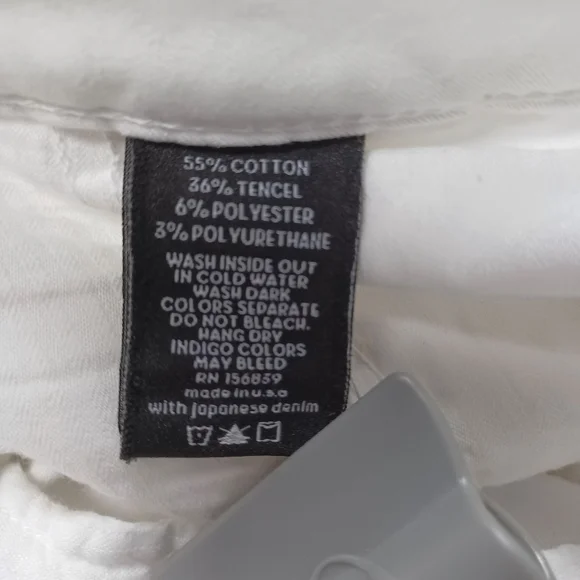 55% COTTON
36% TENCEL
6% POLYESTER
3% POLYURETHANE
WASH INSIDE OUT
IN COLD WATER
WASH DARK
COLORS SEPARATE
DO NOT BLEACH.
HANG DRY
INDIGO COLORS
MAY BLEED
RN 156839
made in u.s.a
with japanese denim